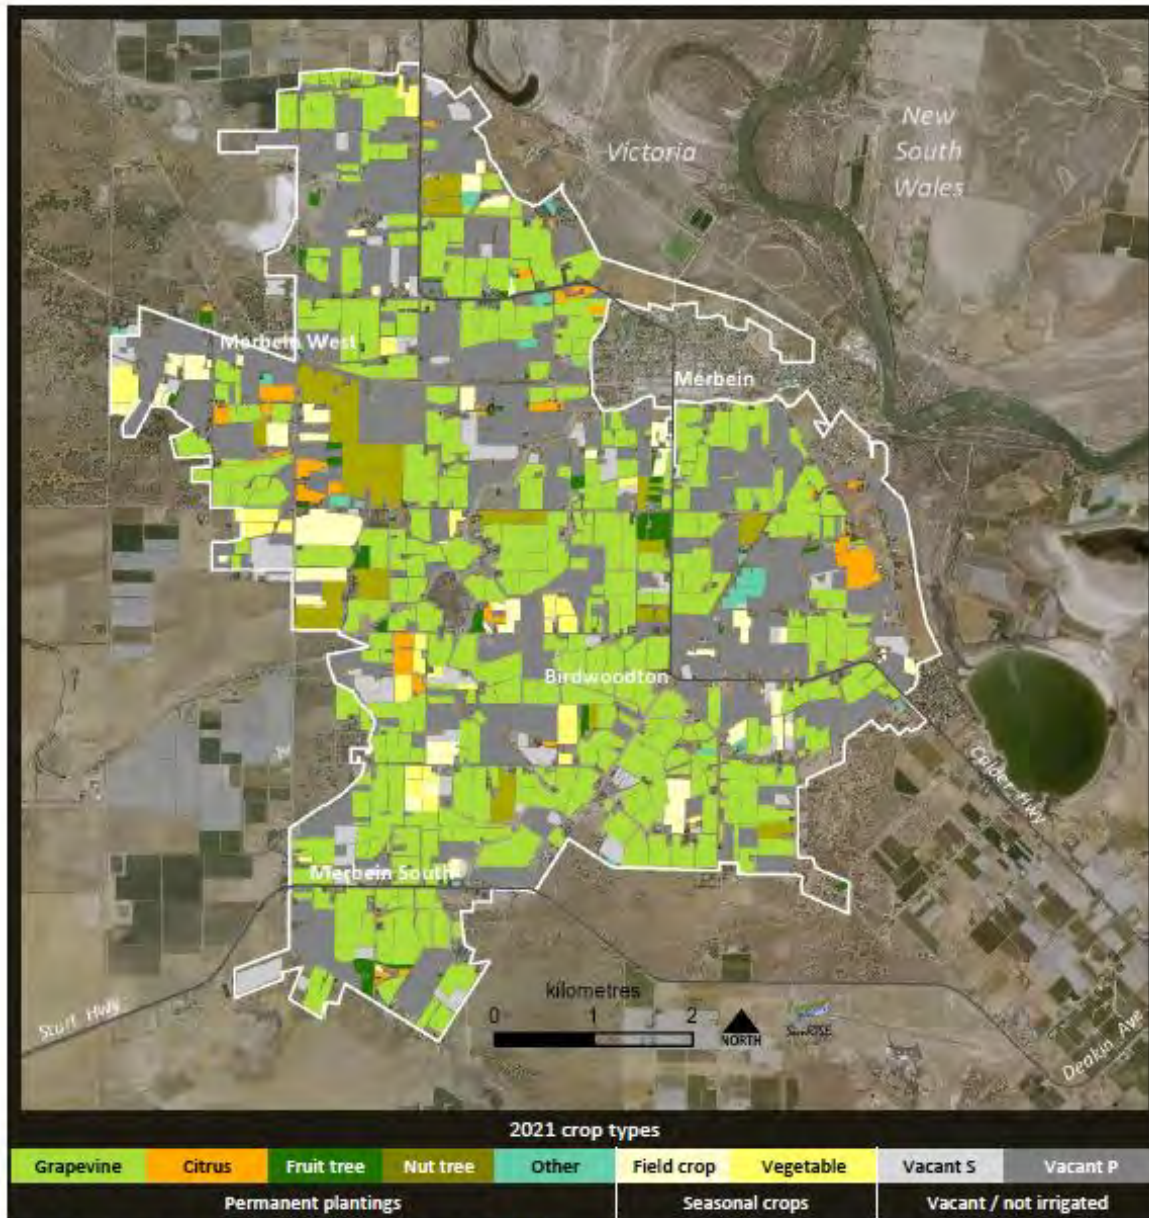 Victoria
New
South
Wales
Merbein West
Merbein
Birdwoodton
Calder Hwy
Merbein South
kilometres
0 1 2
NORTH
SunRISE
Sturt Hwy
Deakin Ave
2021 crop types
Grapevine Citrus Fruit tree Nut tree Other Field crop Vegetable Vacant S Vacant P
Permanent plantings Seasonal crops Vacant / not irrigated